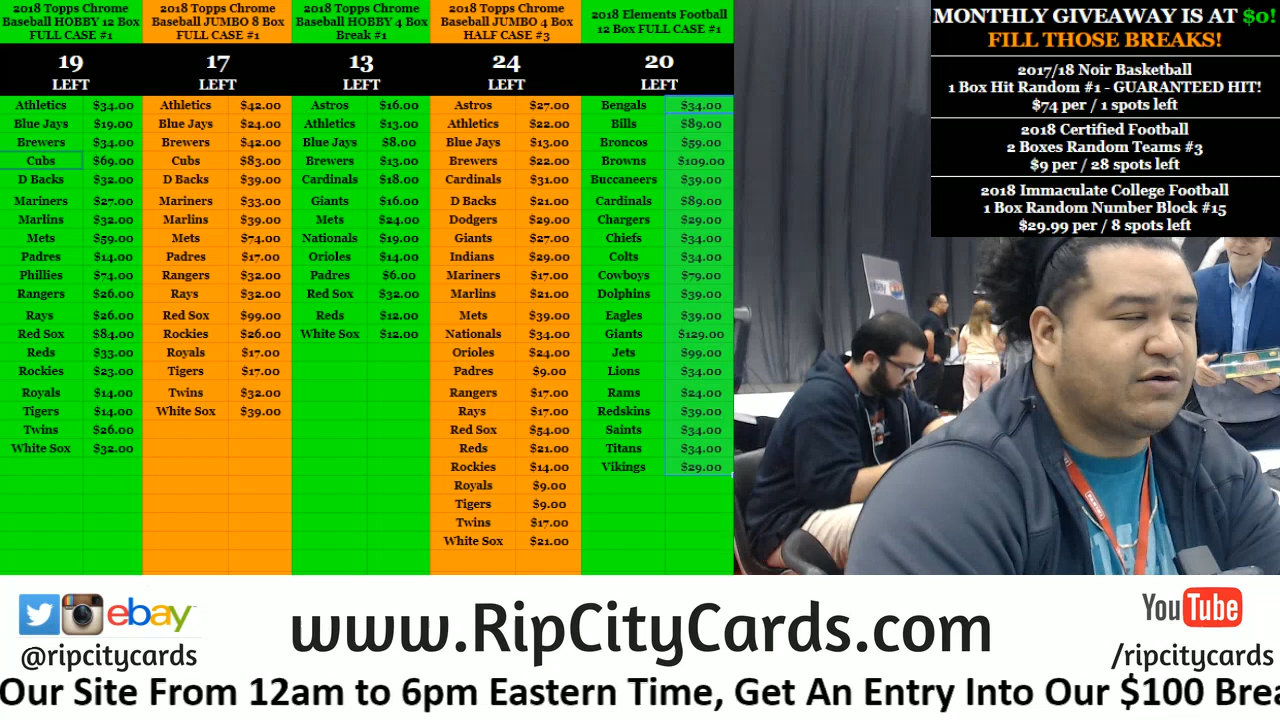 2018 Topps Chrome
Baseball HOBBY 12 Box
FULL CASE #1
19
LEFT
Athletics $34.00
Blue Jays $19.00
Brewers $34.00
Cubs $69.00
D Backs $32.00
Mariners $27.00
Marlins $32.00
Mets $59.00
Padres $14.00
Phillies $74.00
Rangers $26.00
Rays $26.00
Red Sox $84.00
Reds $33.00
Rockies $23.00
Royals $14.00
Tigers $14.00
Twins $26.00
White Sox $32.00
2018 Topps Chrome
Baseball JUMBO 8 Box
FULL CASE #1
17
LEFT
Athletics $42.00
Blue Jays $24.00
Brewers $42.00
Cubs $83.00
D Backs $39.00
Mariners $33.00
Marlins $39.00
Mets $74.00
Padres $17.00
Rangers $32.00
Rays $32.00
Red Sox $99.00
Rockies $26.00
Royals $17.00
Tigers $17.00
Twins $32.00
White Sox $39.00
2018 Topps Chrome
Baseball HOBBY 4 Box
Break #1
13
LEFT
Astros $16.00
Athletics $13.00
Blue Jays $8.00
Brewers $13.00
Cardinals $18.00
Giants $16.00
Mets $24.00
Nationals $19.00
Orioles $14.00
Padres $6.00
Red Sox $32.00
Reds $12.00
White Sox $12.00
2018 Topps Chrome
Baseball JUMBO 4 Box
HALF CASE #3
24
LEFT
Astros $27.00
Athletics $22.00
Blue Jays $13.00
Brewers $22.00
Cardinals $31.00
D Backs $21.00
Dodgers $29.00
Giants $27.00
Indians $29.00
Mariners $17.00
Marlins $21.00
Mets $39.00
Nationals $34.00
Orioles $24.00
Padres $9.00
Rangers $17.00
Rays $17.00
Red Sox $54.00
Reds $21.00
Rockies $14.00
Royals $9.00
Tigers $9.00
Twins $17.00
White Sox $21.00
2018 Elements Football
12 Box FULL CASE #1
20
LEFT
Bengals $34.00
Bills $89.00
Broncos $59.00
Browns $109.00
Buccaneers $39.00
Cardinals $89.00
Chargers $29.00
Chiefs $34.00
Colts $34.00
Cowboys $79.00
Dolphins $39.00
Eagles $39.00
Giants $129.00
Jets $99.00
Lions $34.00
Rams $24.00
Redskins $39.00
Saints $34.00
Titans $34.00
Vikings $29.00
MONTHLY GIVEAWAY IS AT $0!
FILL THOSE BREAKS!
2017/18 Noir Basketball
1 Box Hit Random #1 - GUARANTEED HIT!
$74 per / 1 spots left
2018 Certified Football
2 Boxes Random Teams #3
$9 per / 28 spots left
2018 Immaculate College Football
1 Box Random Number Block #15
$29.99 per / 8 spots left
ebay
PANINI
ebay
@ripcitycards
www.RipCityCards.com
YouTube
/ripcitycards
Our Site From 12am to 6pm Eastern Time, Get An Entry Into Our $100 Brea